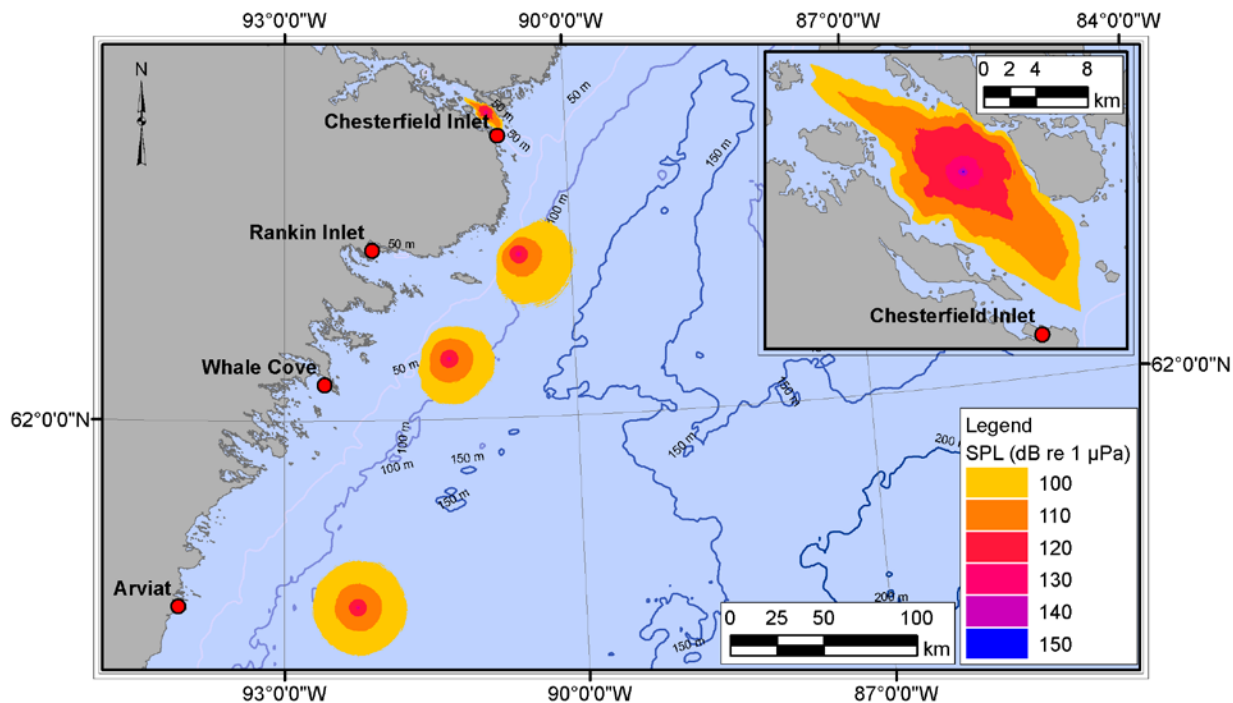 93°0'0"W 90°0'0"W 87°0'0"W 84°0'0"W
N
Chesterfield Inlet
50 m
50 m
50 m
150 m
100 m
Rankin Inlet
50 m
Whale Cove
50 m
62°0'0"N
100 m
100 m
150 m
150 m
150 m
150 m
Arviat
0 2 4 8
km
Chesterfield Inlet
62°0'0"N
200 m
200 m
150 m
Legend
SPL (dB re 1 µPa)
100
110
120
130
140
150
0 25 50 100
km
93°0'0"W 90°0'0"W 87°0'0"W